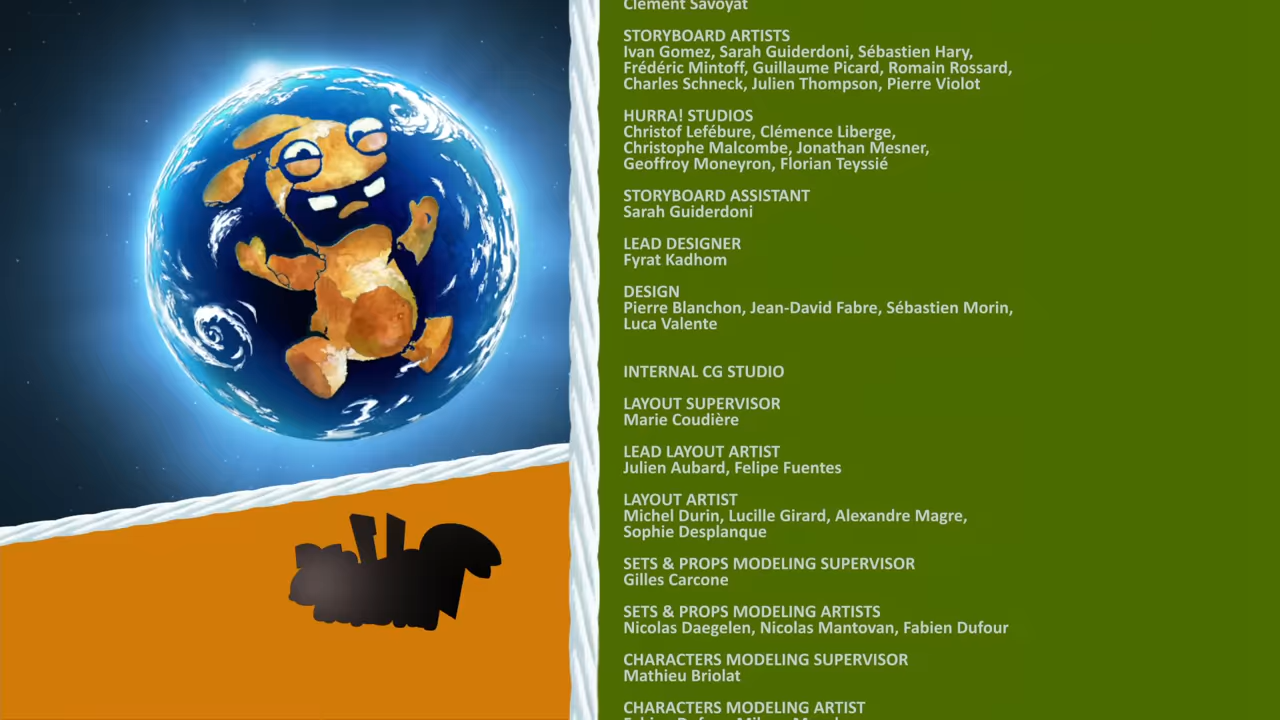 Clément Savoyat
STORYBOARD ARTISTS
Ivan Gomez, Sarah Guiderdoni, Sébastien Hary,
Frédéric Mintoff, Guillaume Picard, Romain Rossard,
Charles Schneck, Julien Thompson, Pierre Violot
HURRA! STUDIOS
Christof Lefébure, Clémence Liberge,
Christophe Malcombe, Jonathan Mesner,
Geoffroy Moneyron, Florian Teyssié
STORYBOARD ASSISTANT
Sarah Guiderdoni
LEAD DESIGNER
Fyrat Kadhom
DESIGN
Pierre Blanchon, Jean-David Fabre, Sébastien Morin,
Luca Valente
INTERNAL CG STUDIO
LAYOUT SUPERVISOR
Marie Coudière
LEAD LAYOUT ARTIST
Julien Aubard, Felipe Fuentes
LAYOUT ARTIST
Michel Durin, Lucille Girard, Alexandre Magre,
Sophie Desplanque
SETS & PROPS MODELING SUPERVISOR
Gilles Carcone
SETS & PROPS MODELING ARTISTS
Nicolas Daegelen, Nicolas Mantovan, Fabien Dufour
CHARACTERS MODELING SUPERVISOR
Mathieu Briolat
CHARACTERS MODELING ARTIST